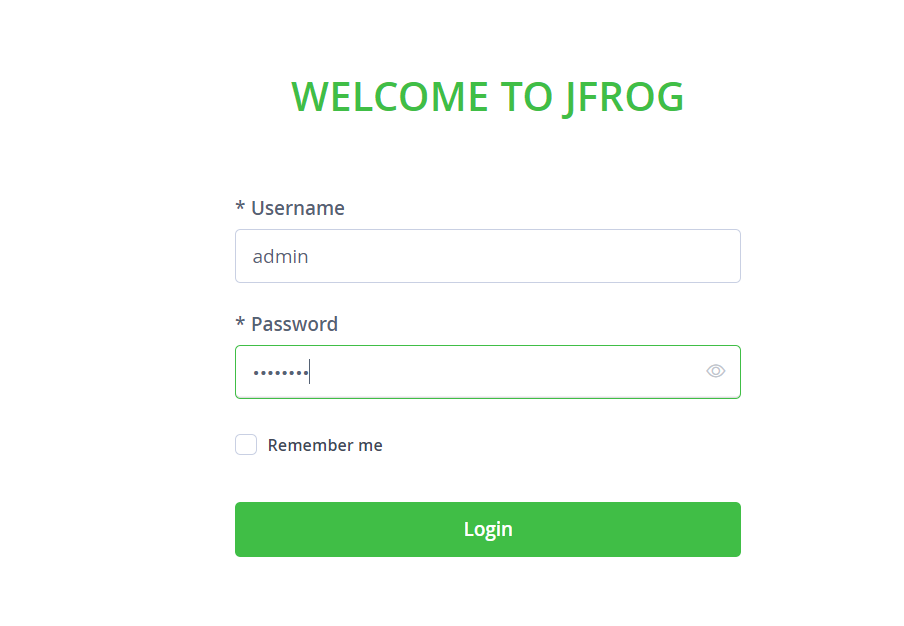 WELCOME TO JFROG
* Username
admin
* Password
••••••••
Remember me
Login